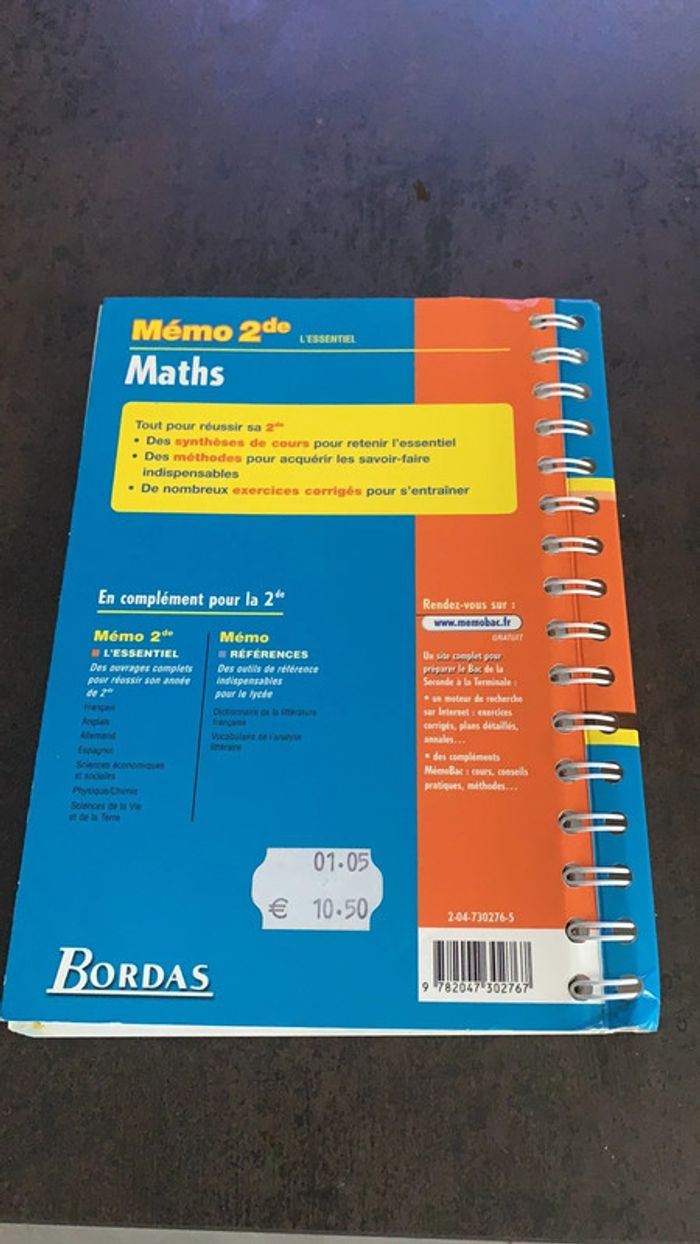 Mémo 2de L'ESSENTIEL
Maths
Tout pour réussir sa 2de
• Des synthèses de cours pour retenir l'essentiel
• Des méthodes pour acquérir les savoir-faire
indispensables
• De nombreux exercices corrigés pour s'entraîner
En complément pour la 2de
Mémo 2de
L'ESSENTIEL
Des ouvrages complets
pour réussir son année
de 2de
Français
Anglais
Allemand
Espagnol
Sciences économiques
et sociales
Physique/Chimie
Sciences de la Vie
et de la Terre
Mémo
RÉFÉRENCES
Des outils de référence
indispensables
pour le lycée
Dictionnaire de la littérature
française
Vocabulaire de l'analyse
littéraire
Rendez-vous sur :
www.memobac.fr
GRATUIT
Un site complet pour
préparer le Bac de la
Seconde à la Terminale :
• un moteur de recherche
sur Internet : exercices
corrigés, plans détaillés,
annales...
• des compléments
MémoBac : cours, conseils
pratiques, méthodes...
01.05
€ 10.50
2-04-730276-5
9 782047 302767
BORDAS